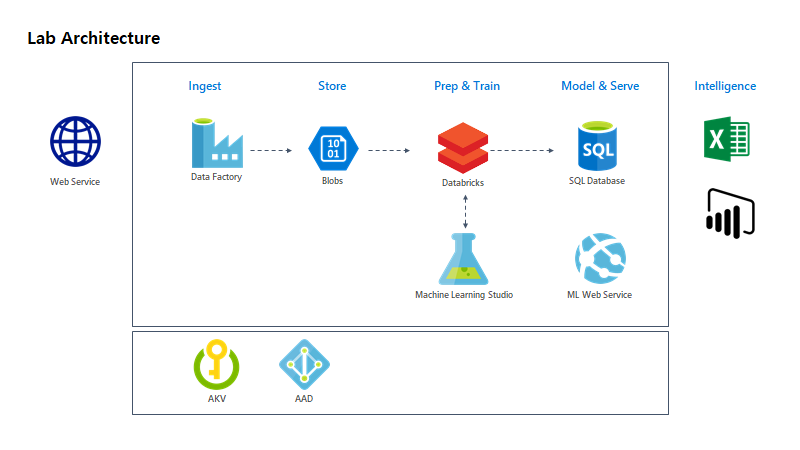 Lab Architecture
Ingest
Store
Prep & Train
Model & Serve
Intelligence
10
01
SQL
X
Web Service
Data Factory
Blobs
Databricks
SQL Database
Machine Learning Studio
ML Web Service
AKV
AAD